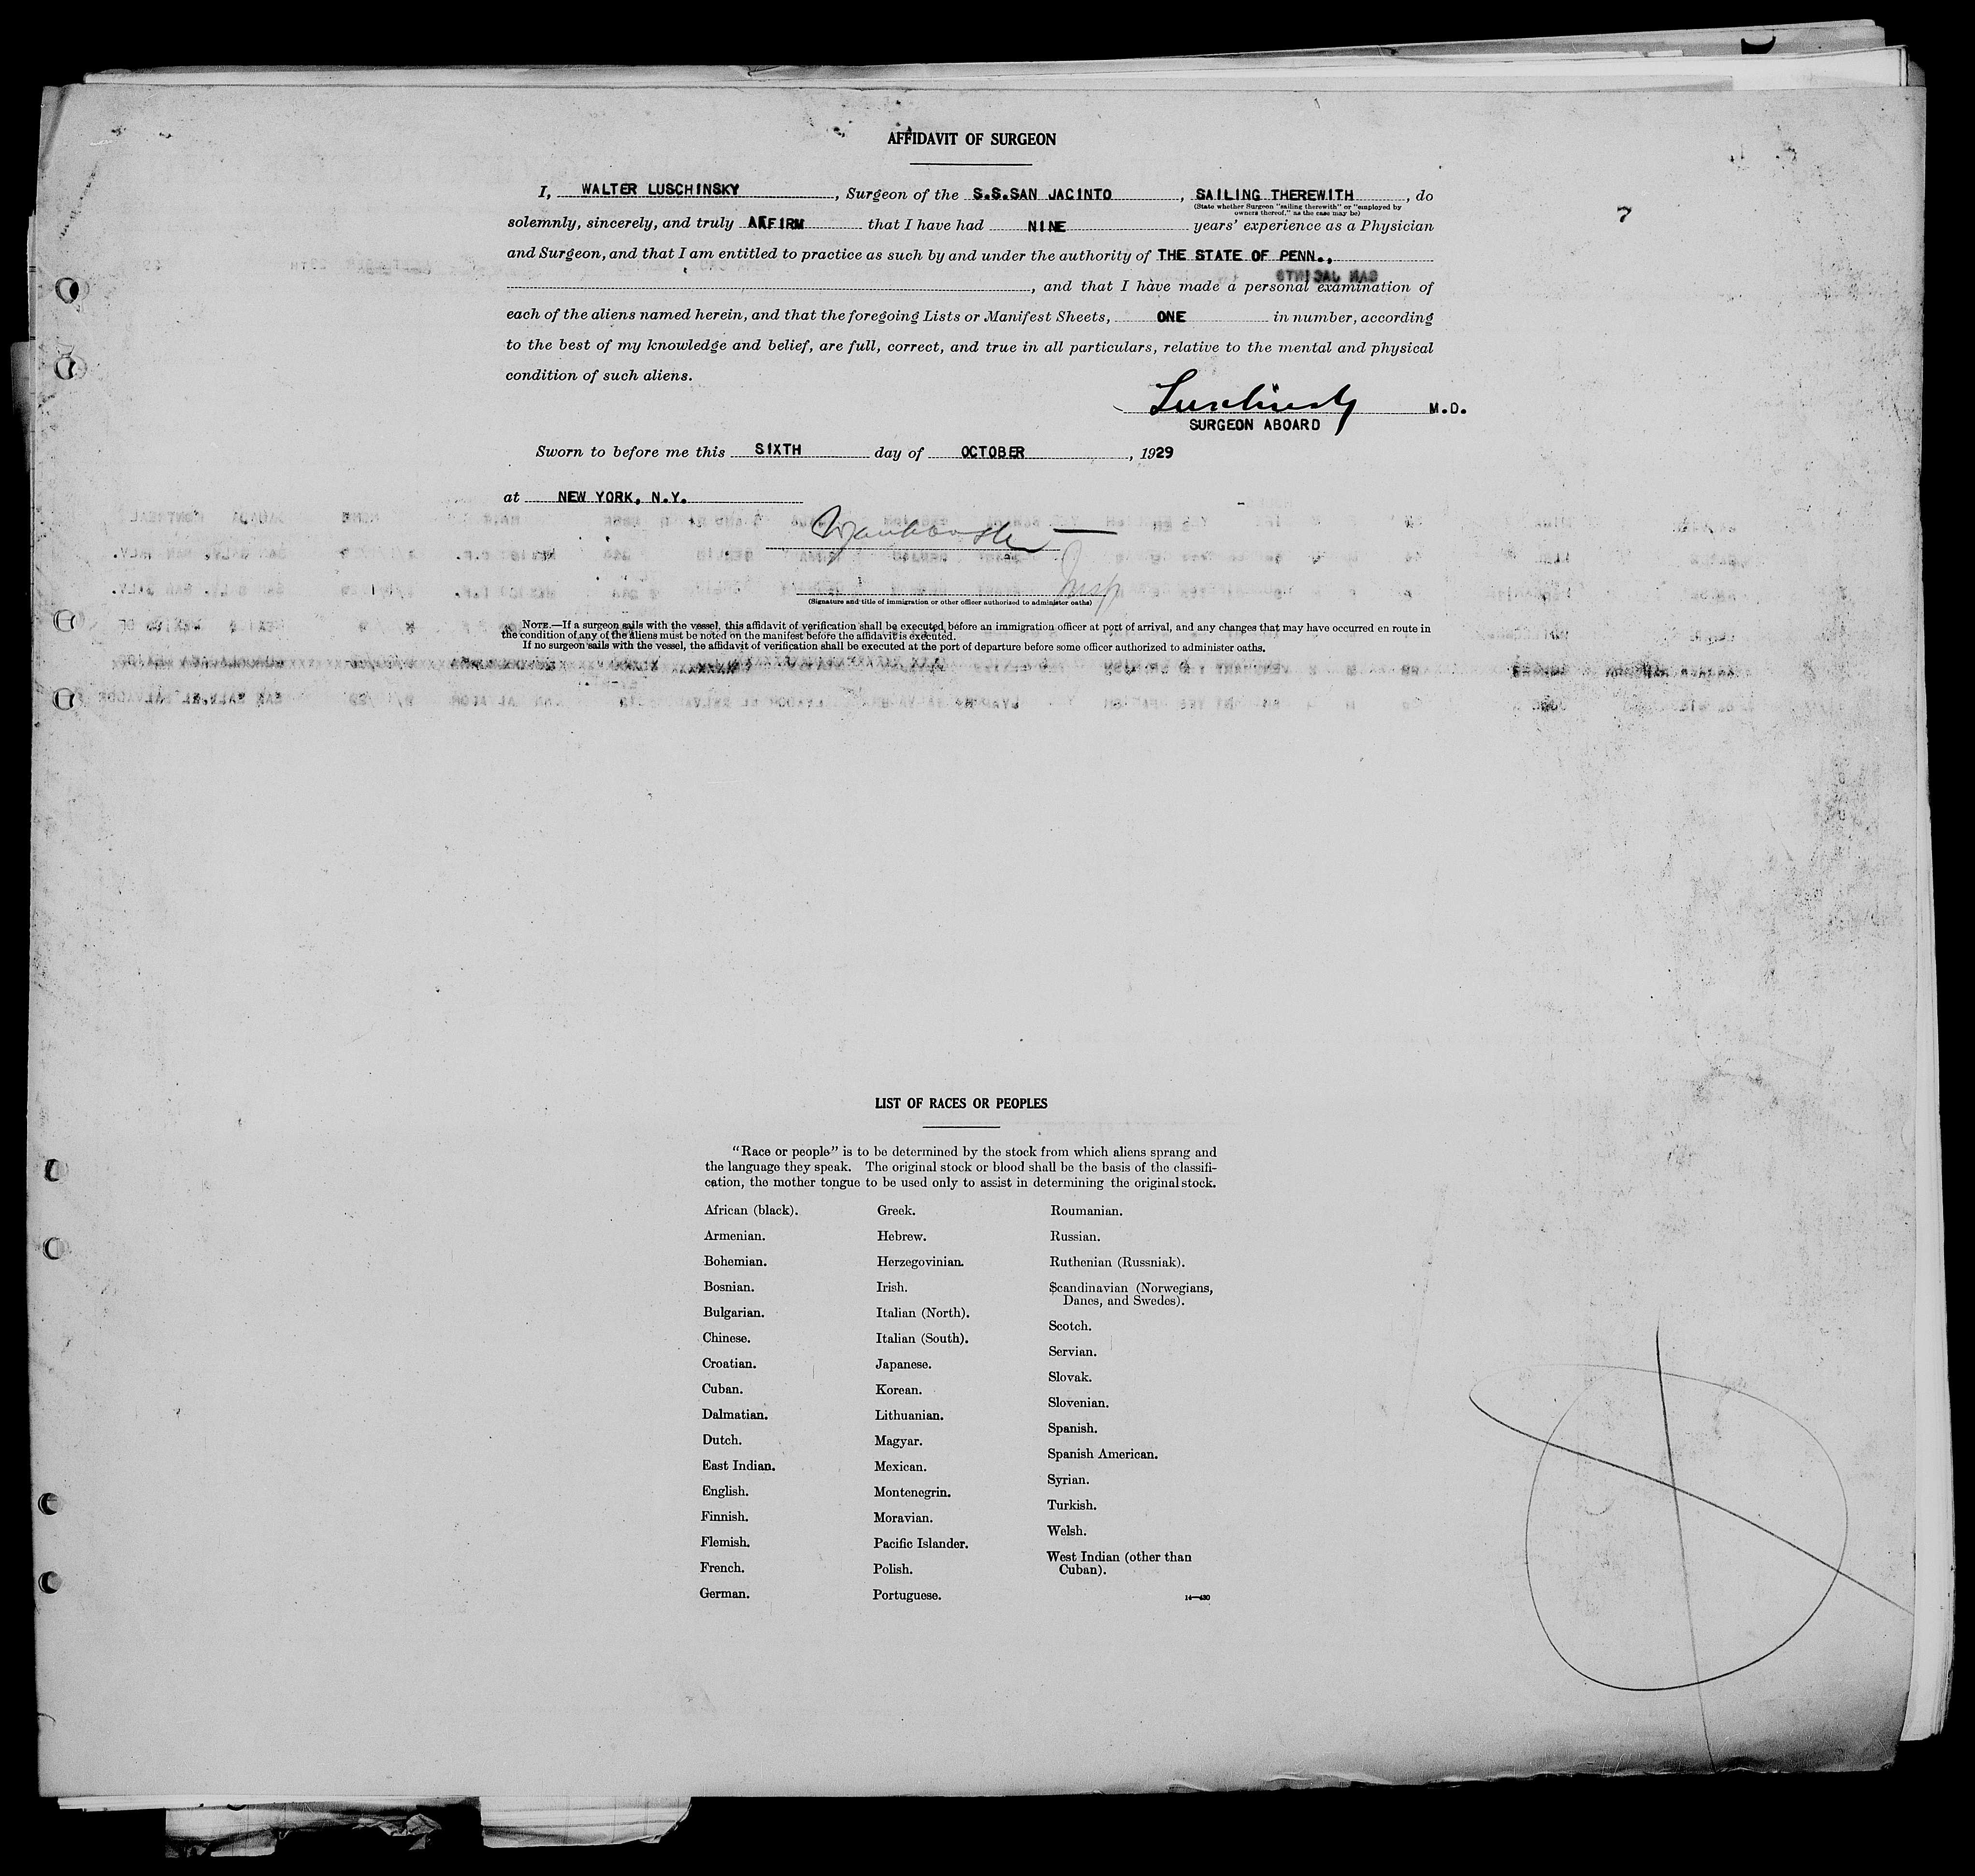 AFFIDAVIT OF SURGEON
I, WALTER LUSCHINSKY, Surgeon of the S.S.SAN JACINTO, SAILING THEREWITH, do
(State whether Surgeon "sailing therewith" or "employed by
owners thereof," as the case may be)
solemnly, sincerely, and truly AFFIRM that I have had NINE years' experience as a Physician
and Surgeon, and that I am entitled to practice as such by and under the authority of THE STATE OF PENN.,
SAN JACINTO
, and that I have made a personal examination of
each of the aliens named herein, and that the foregoing Lists or Manifest Sheets, ONE in number, according
to the best of my knowledge and belief, are full, correct, and true in all particulars, relative to the mental and physical
condition of such aliens.
Luschinsky M.D.
SURGEON ABOARD
Sworn to before me this SIXTH day of OCTOBER, 1929
at NEW YORK, N.Y.
Insp
(Signature and title of immigration or other officer authorized to administer oaths)
NOTE.—If a surgeon sails with the vessel, this affidavit of verification shall be executed before an immigration officer at port of arrival, and any changes that may have occurred en route in
the condition of any of the aliens must be noted on the manifest before the affidavit is executed.
If no surgeon sails with the vessel, the affidavit of verification shall be executed at the port of departure before some officer authorized to administer oaths.
7
LIST OF RACES OR PEOPLES
"Race or people" is to be determined by the stock from which aliens sprang and
the language they speak. The original stock or blood shall be the basis of the classifi-
cation, the mother tongue to be used only to assist in determining the original stock.
African (black).
Armenian.
Bohemian.
Bosnian.
Bulgarian.
Chinese.
Croatian.
Cuban.
Dalmatian.
Dutch.
East Indian.
English.
Finnish.
Flemish.
French.
German.
Greek.
Hebrew.
Herzegovinian.
Irish.
Italian (North).
Italian (South).
Japanese.
Korean.
Lithuanian.
Magyar.
Mexican.
Montenegrin.
Moravian.
Pacific Islander.
Polish.
Portuguese.
Roumanian.
Russian.
Ruthenian (Russniak).
Scandinavian (Norwegians,
Danes, and Swedes).
Scotch.
Servian.
Slovak.
Slovenian.
Spanish.
Spanish American.
Syrian.
Turkish.
Welsh.
West Indian (other than
Cuban).
14—430